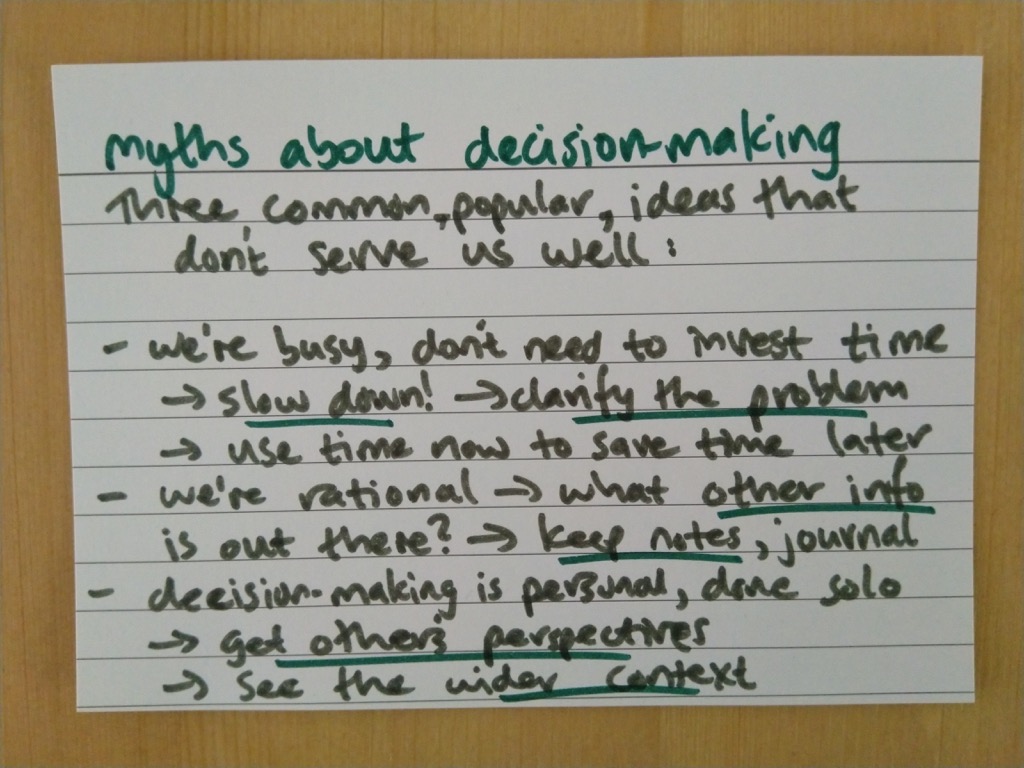 myths about decision-making
Three common, popular, ideas that
don't serve us well:
- we're busy, don't need to invest time
→ slow down! → clarify the problem
→ use time now to save time later
- we're rational → what other info
is out there? → keep notes, journal
- decision-making is personal, done solo
→ get other's perspectives
→ see the wider context